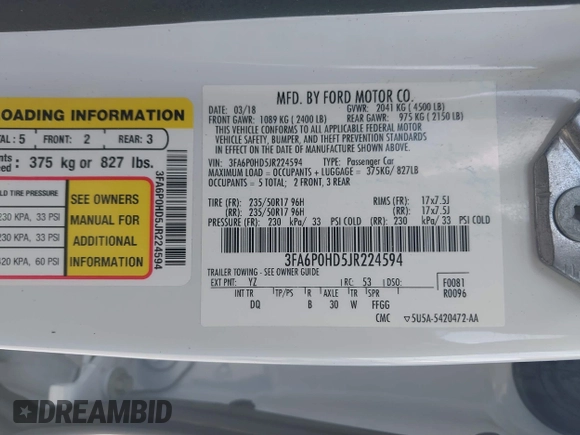 OADING INFORMATION
TAL: 5 FRONT: 2 REAR: 3
375 kg or 827 lbs.
LD TIRE PRESSURE
230 KPA, 33 PSI
230 KPA, 33 PSI
420 KPA, 60 PSI
SEE OWNERS
MANUAL FOR
ADDITIONAL
INFORMATION
3FA6P0HD5JR224594
MFD. BY FORD MOTOR CO.
DATE: 03/18 GVWR: 2041 KG ( 4500 LB)
FRONT GAWR: 1089 KG ( 2400 LB) REAR GAWR: 975 KG ( 2150 LB)
THIS VEHICLE CONFORMS TO ALL APPLICABLE FEDERAL MOTOR
VEHICLE SAFETY, BUMPER, AND THEFT PREVENTION STANDARDS
IN EFFECT ON THE DATE OF MANUFACTURE SHOWN ABOVE.
VIN: 3FA6P0HD5JR224594 TYPE: Passenger Car
MAXIMUM LOAD = OCCUPANTS + LUGGAGE = 375KG/827LB
OCCUPANTS = 5 TOTAL, 2 FRONT, 3 REAR
TIRE (FR): 235/50R17 96H RIMS(FR): 17x7.5J
(RR): 235/50R17 96H (RR): 17x7.5J
PRESSURE (FR): 230 kPa/ 33 PSI COLD (RR): 230 kPa/ 33 PSI COLD
3FA6P0HD5JR224594
TRAILER TOWING - SEE OWNER GUIDE
EXT PNT: YZ RC: 53 DSO: F0081
INT TR TP/PS R AXLE TR SPR R0096
DQ B 30 W FFGG
CMC 5U5A-5420472-AA
DREAMBID